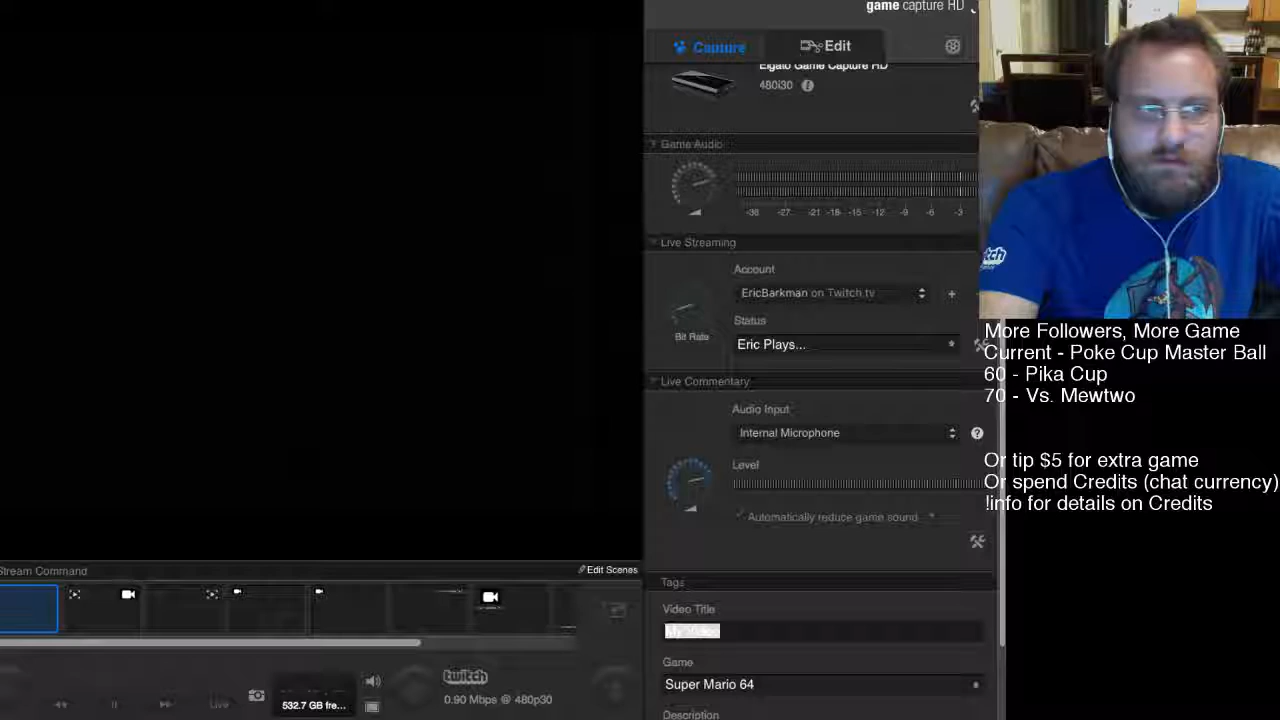 game capture HD
Capture
Edit
Elgato Game Capture HD
480i30
Game Audio
-36 -27 -21 -18 -15 -12 -9 -6 -3
Live Streaming
Account
EricBarkman on Twitch.tv
Status
Bit Rate
Eric Plays...
Live Commentary
Audio Input
Internal Microphone
Level
Automatically reduce game sound
Tags
Video Title
Game
Super Mario 64
Description
Stream Command
Edit Scenes
Live
532.7 GB fre...
twitch
0.90 Mbps @ 480p30
More Followers, More Game
Current - Poke Cup Master Ball
60 - Pika Cup
70 - Vs. Mewtwo
Or tip $5 for extra game
Or spend Credits (chat currency)
!info for details on Credits